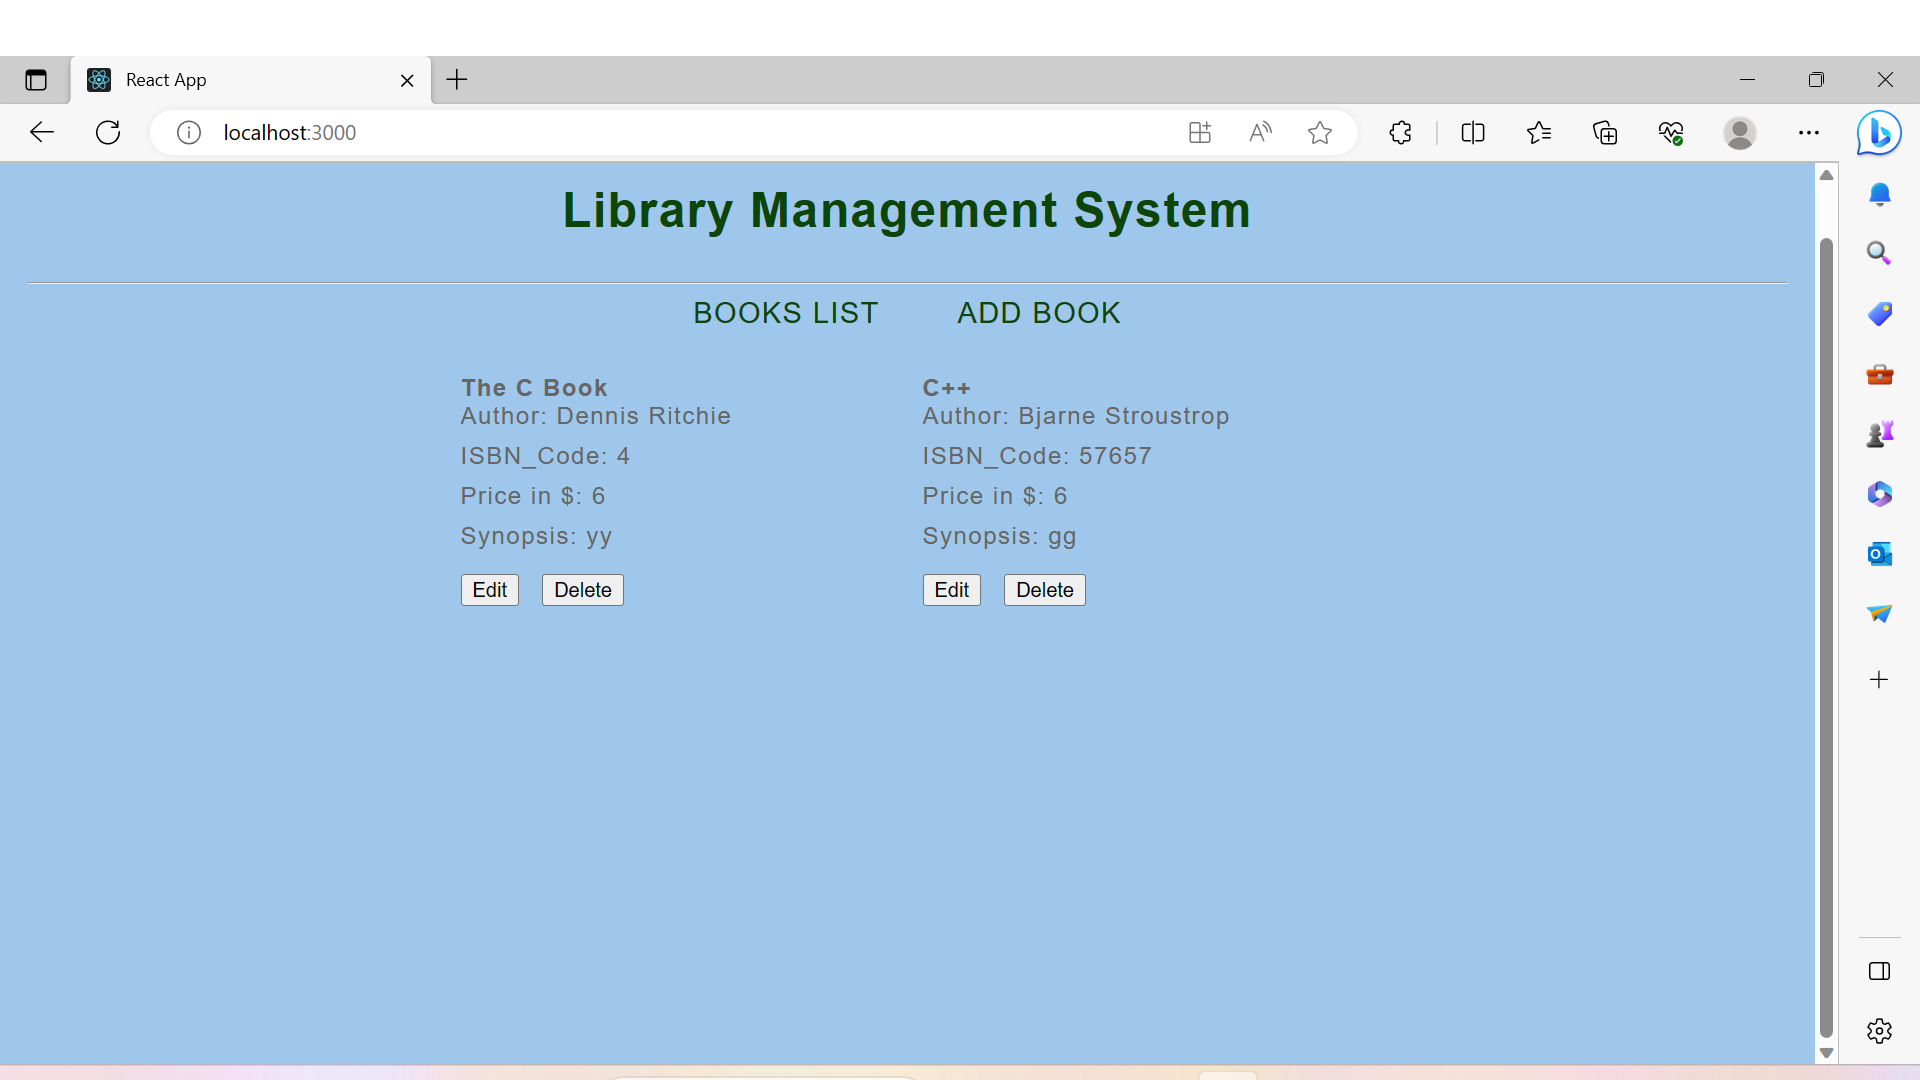 React App
localhost:3000
Library Management System
BOOKS LIST ADD BOOK
The C Book
Author: Dennis Ritchie
ISBN_Code: 4
Price in $: 6
Synopsis: yy
Edit Delete
C++
Author: Bjarne Stroustrop
ISBN_Code: 57657
Price in $: 6
Synopsis: gg
Edit Delete